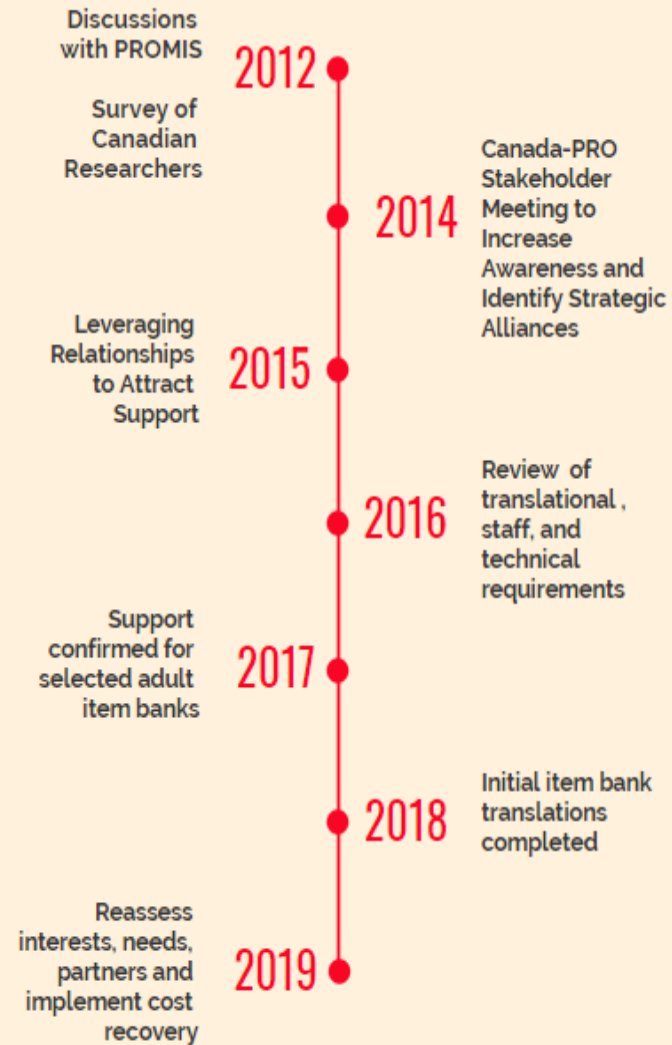 Discussions
with PROMIS
2012
Survey of
Canadian
Researchers
2014
Canada-PRO
Stakeholder
Meeting to
Increase
Awareness and
Identify Strategic
Alliances
Leveraging
Relationships
to Attract
Support
2015
2016
Review of
translational ,
staff, and
technical
requirements
Support
confirmed for
selected adult
item banks
2017
2018
Initial item bank
translations
completed
Reassess
interests, needs,
partners and
implement cost
recovery
2019